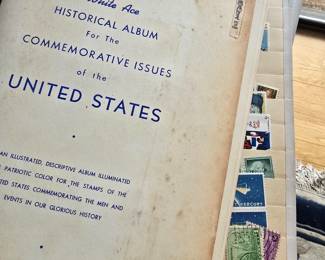 White Ace
HISTORICAL ALBUM
For the
COMMEMORATIVE ISSUES
of the
UNITED STATES
AN ILLUSTRATED, DESCRIPTIVE ALBUM ILLUMINATED
PATRIOTIC COLOR FOR THE STAMPS OF THE
STATES COMMEMORATING THE MEN AND
EVENTS IN OUR GLORIOUS HISTORY
MERCURY